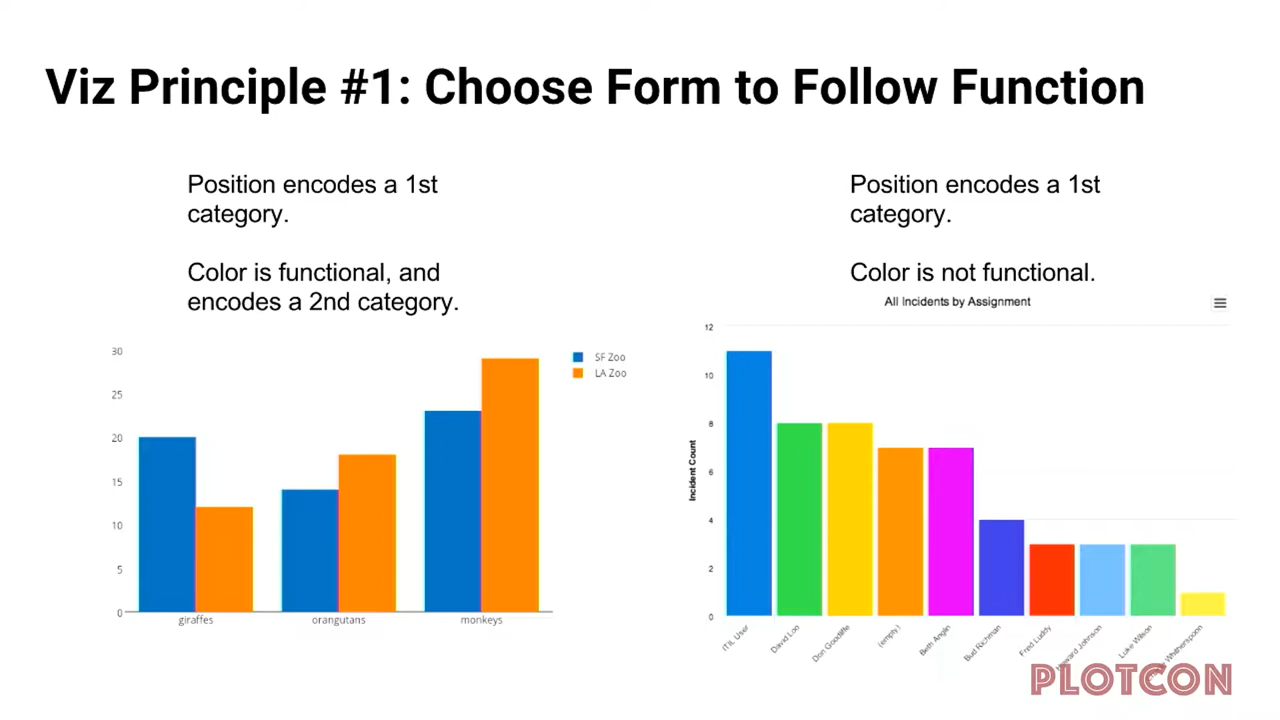 Viz Principle #1: Choose Form to Follow Function
Position encodes a 1st
category.
Color is functional, and
encodes a 2nd category.
30
25
20
15
10
5
0
giraffes
orangutans
monkeys
SF Zoo
LA Zoo
Position encodes a 1st
category.
Color is not functional.
All Incidents by Assignment
Incident Count
12
10
8
6
4
2
0
ITIL User
David Loo
Don Goodliffe
(empty)
Beth Anglin
Bud Richman
Fred Luddy
Howard Johnson
Luke Wilson
Witherspoon
PLOTCON